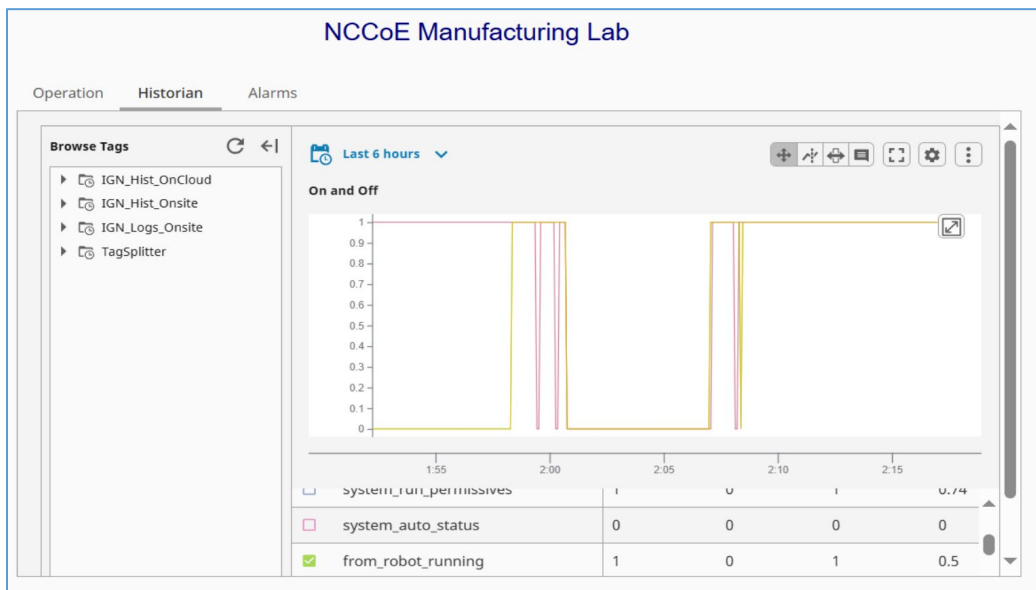 NCCoE Manufacturing Lab
Operation Historian Alarms
Browse Tags
IGN_Hist_OnCloud
IGN_Hist_Onsite
IGN_Logs_Onsite
TagSplitter
Last 6 hours
On and Off
1
0.9
0.8
0.7
0.6
0.5
0.4
0.3
0.2
0.1
0
1:55 2:00 2:05 2:10 2:15
system_run_permissives 1 0 1 0.74
system_auto_status 0 0 0 0
from_robot_running 1 0 1 0.5